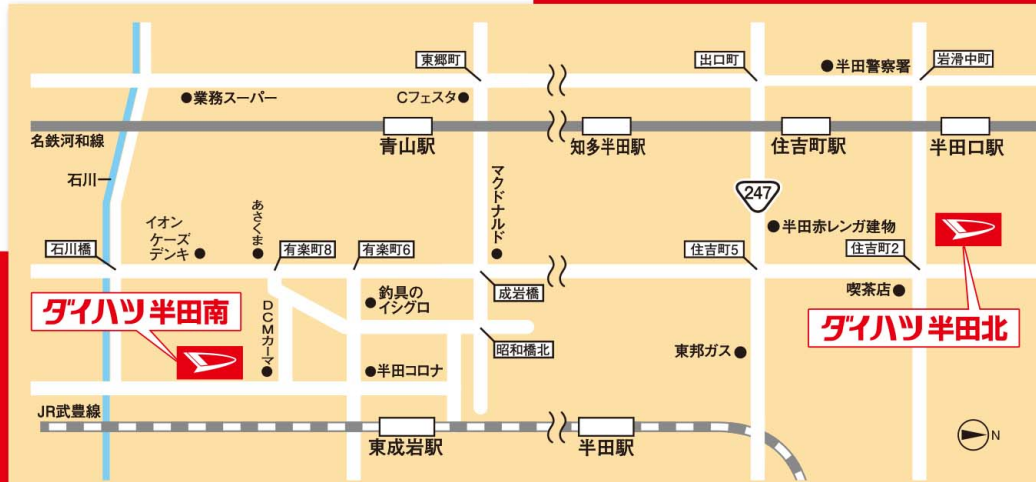 東郷町
出口町
半田警察署
岩滑中町
業務スーパー
Cフェスタ
名鉄河和線
青山駅
知多半田駅
住吉町駅
半田口駅
石川
マクドナルド
247
あさくま
イオン
ケーズ
デンキ
半田赤レンガ建物
石川橋
有楽町8
有楽町6
住吉町5
住吉町2
成岩橋
釣具の
イシグロ
喫茶店
ダイハツ 半田南
ダイハツ 半田北
DCMカーマ
昭和橋北
東邦ガス
半田コロナ
JR武豊線
東成岩駅
半田駅
N